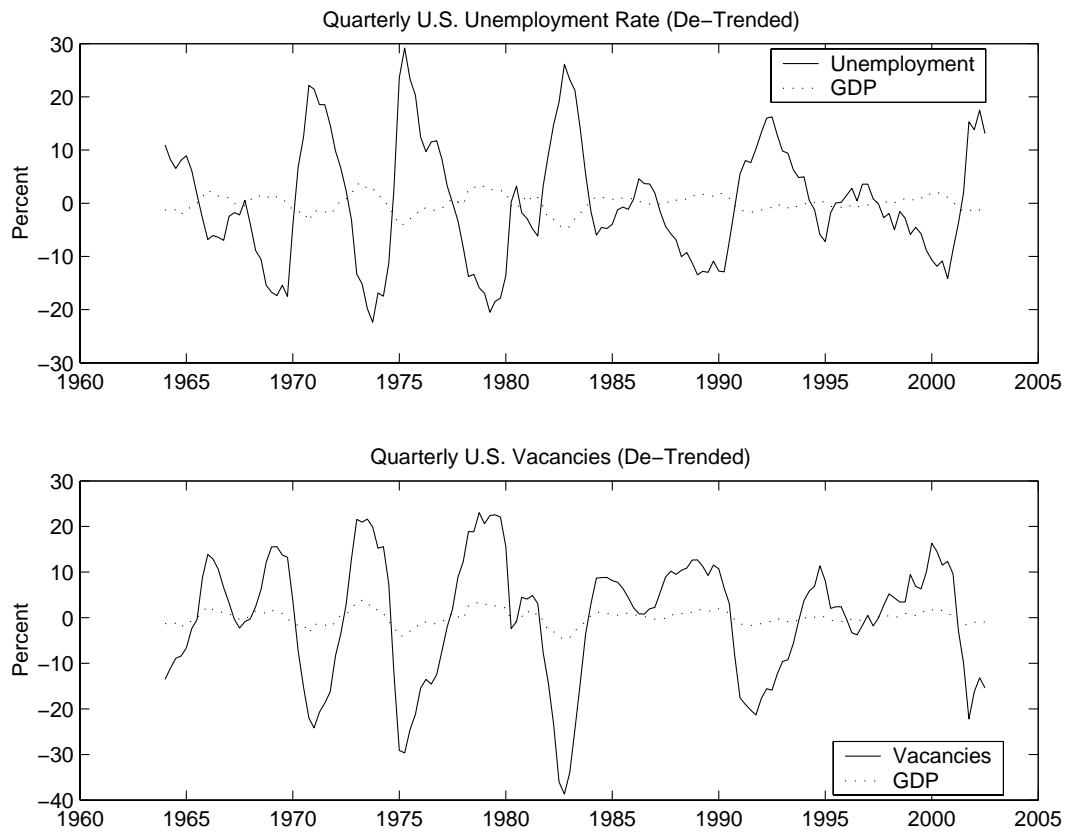 Quarterly U.S. Unemployment Rate (De−Trended)
30
20
10
0
−10
−20
−30
Percent
Unemployment
GDP
1960 1965 1970 1975 1980 1985 1990 1995 2000 2005
Quarterly U.S. Vacancies (De−Trended)
30
20
10
0
−10
−20
−30
−40
Percent
Vacancies
GDP
1960 1965 1970 1975 1980 1985 1990 1995 2000 2005